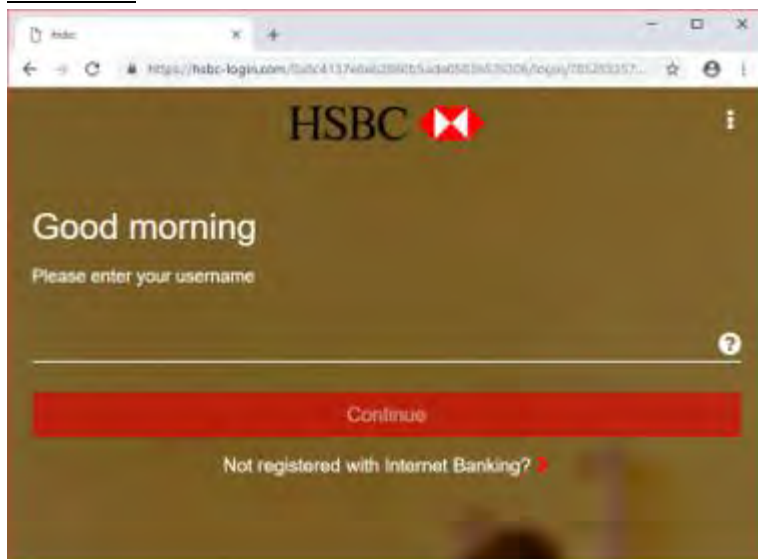 hsbc
https://hsbc-login.com/
HSBC
Good morning
Please enter your username
?
Continue
Not registered with Internet Banking?